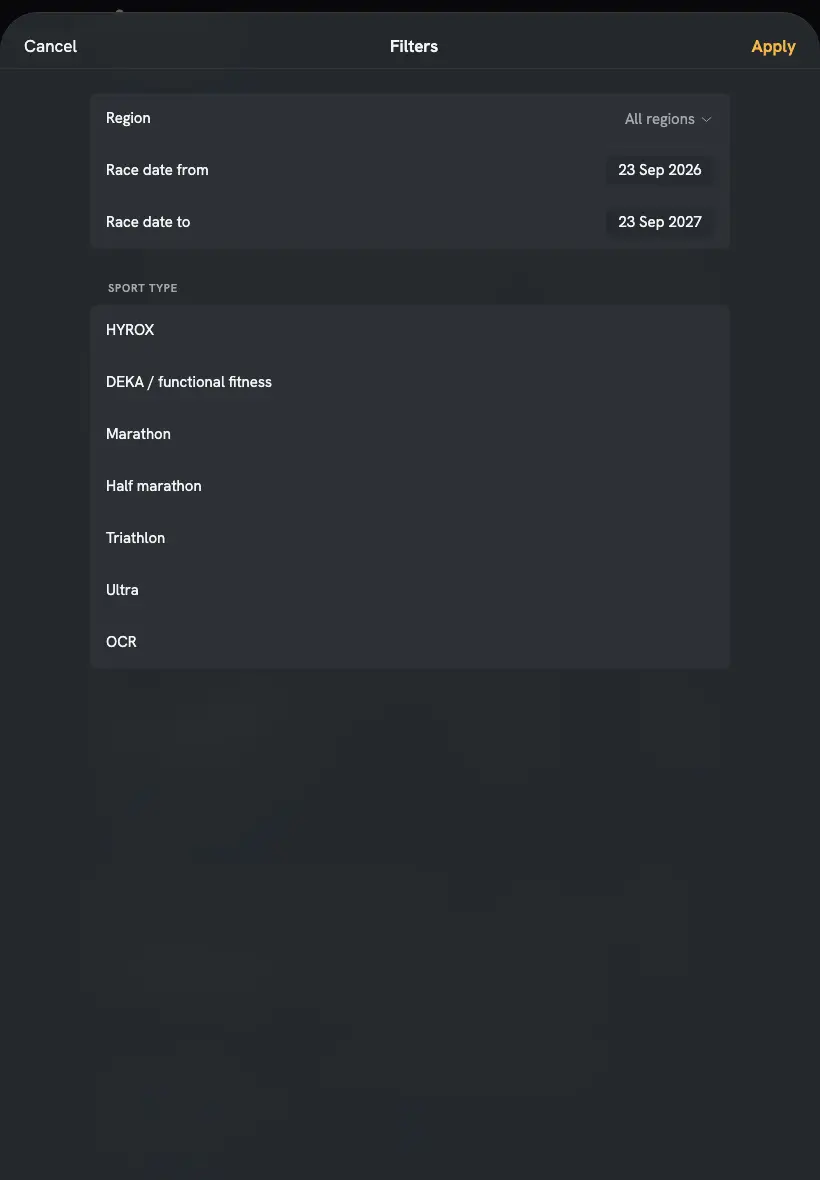 Cancel
Filters
Apply
Region
All regions
Race date from
23 Sep 2026
Race date to
23 Sep 2027
SPORT TYPE
HYROX
DEKA / functional fitness
Marathon
Half marathon
Triathlon
Ultra
OCR